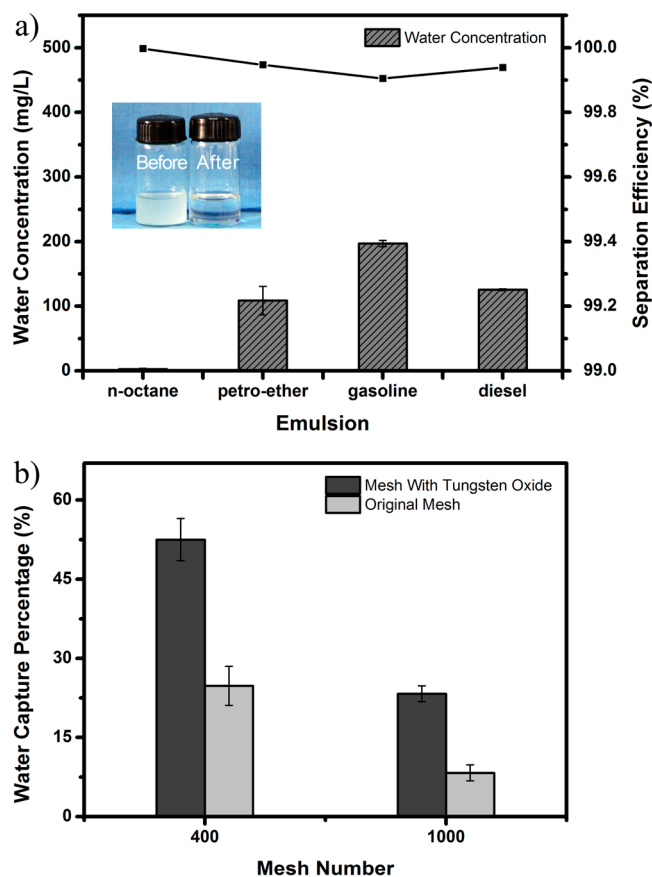 a)
500
400
300
200
100
0
Water Concentration (mg/L)
Water Concentration
Before After
100.0
99.8
99.6
99.4
99.2
99.0
Separation Efficiency (%)
n-octane petro-ether gasoline diesel
Emulsion
b)
60
45
30
15
0
Water Capture Percentage (%)
Mesh With Tungsten Oxide
Original Mesh
400 1000
Mesh Number